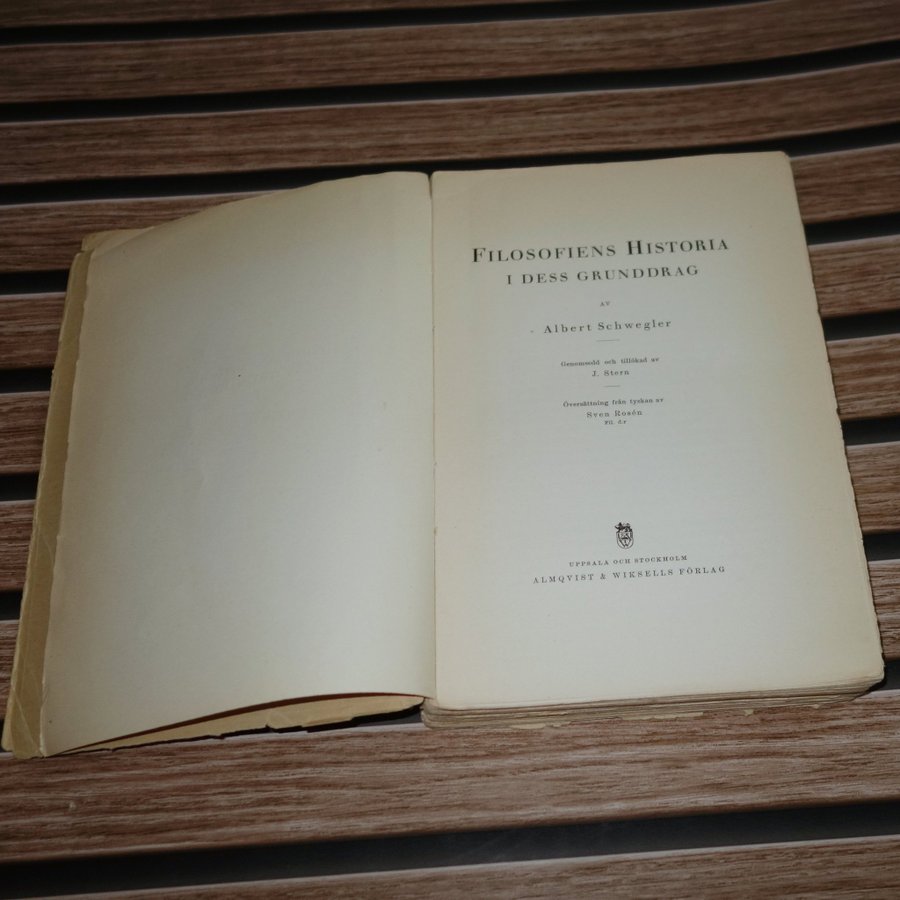 FILOSOFIENS HISTORIA
I DESS GRUNDDRAG
AV
Albert Schwegler
Genomsedd och tillökad av
J. Stern
Översättning från tyskan av
Sven Rosén
Fil. d:r
UPPSALA OCH STOCKHOLM
ALMQVIST & WIKSELLS FÖRLAG